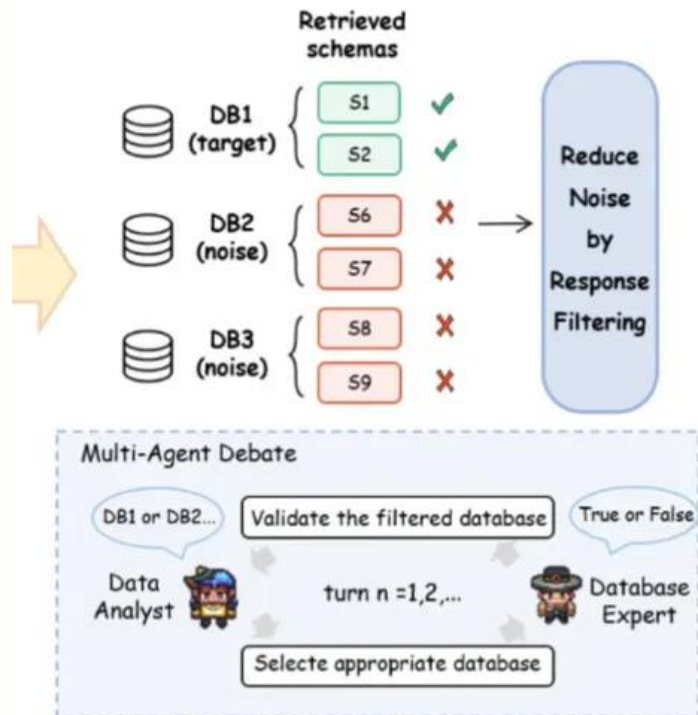 Retrieved
schemas
DB1
(target)
S1
S2
DB2
(noise)
S6
S7
DB3
(noise)
S8
S9
Reduce
Noise
by
Response
Filtering
Multi-Agent Debate
DB1 or DB2...
Validate the filtered database
True or False
Data
Analyst
turn n =1,2,...
Database
Expert
Selecte appropriate database